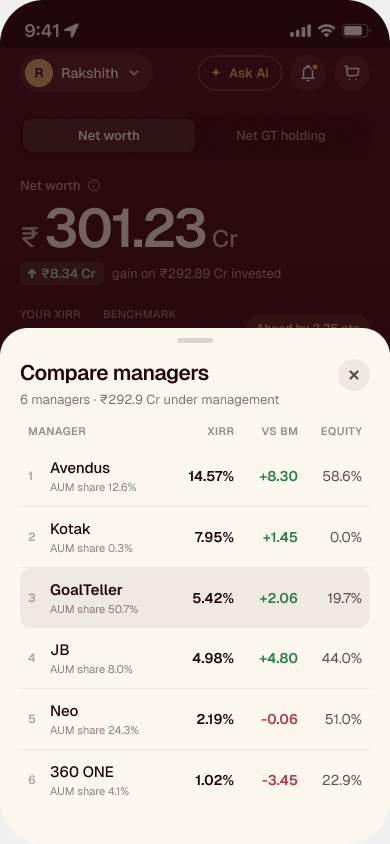 9:41
R Rakshith Ask AI
Net worth Net GT holding
Net worth
₹ 301.23 Cr
↑ ₹8.34 Cr gain on ₹292.89 Cr invested
YOUR XIRR BENCHMARK
Ahead by 2.25 pts
Compare managers
6 managers · ₹292.9 Cr under management
MANAGER XIRR VS BM EQUITY
1 Avendus 14.57% +8.30 58.6%
AUM share 12.6%
2 Kotak 7.95% +1.45 0.0%
AUM share 0.3%
3 GoalTeller 5.42% +2.06 19.7%
AUM share 50.7%
4 JB 4.98% +4.80 44.0%
AUM share 8.0%
5 Neo 2.19% -0.06 51.0%
AUM share 24.3%
6 360 ONE 1.02% -3.45 22.9%
AUM share 4.1%